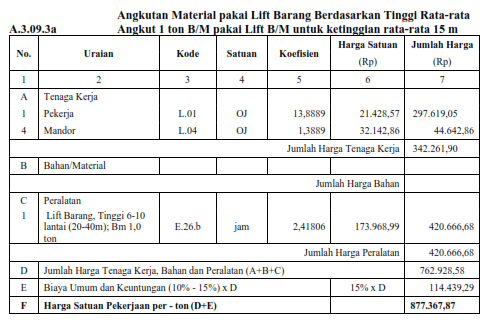 Angkutan Material pakai Lift Barang Berdasarkan Tinggi Rata-rata
A.3.09.3a Angkut 1 ton B/M pakai Lift B/M untuk ketinggian rata-rata 15 m
No. Uraian Kode Satuan Koefisien Harga Satuan (Rp) Jumlah Harga (Rp)
1 2 3 4 5 6 7
A Tenaga Kerja
1 Pekerja L.01 OJ 13,8889 21.428,57 297.619,05
4 Mandor L.04 OJ 1,3889 32.142,86 44.642,86
Jumlah Harga Tenaga Kerja 342.261,90
B Bahan/Material
Jumlah Harga Bahan
C Peralatan
1 Lift Barang, Tinggi 6-10
lantai (20-40m); Bm 1,0 E.26.b jam 2,41806 173.968,99 420.666,68
ton
Jumlah Harga Peralatan 420.666,68
D Jumlah Harga Tenaga Kerja, Bahan dan Peralatan (A+B+C) 762.928,58
E Biaya Umum dan Keuntungan (10% - 15%) x D 15% x D 114.439,29
F Harga Satuan Pekerjaan per - ton (D+E) 877.367,87